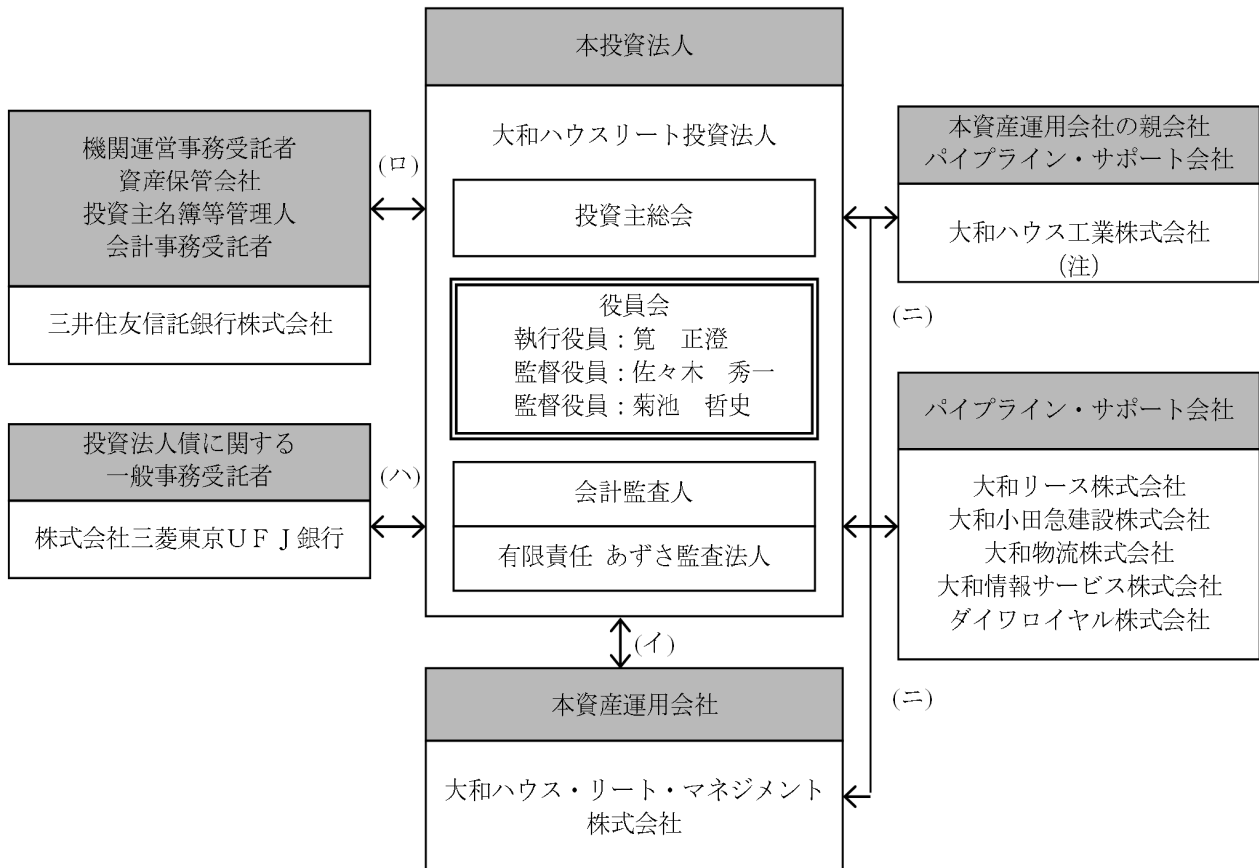 本投資法人
大和ハウスリート投資法人
投資主総会
役員会
執行役員：筧　正澄
監督役員：佐々木　秀一
監督役員：菊池　哲史
会計監査人
有限責任 あずさ監査法人
機関運営事務受託者
資産保管会社
投資主名簿等管理人
会計事務受託者
三井住友信託銀行株式会社
(ロ)
投資法人債に関する
一般事務受託者
株式会社三菱東京ＵＦＪ銀行
(ハ)
本資産運用会社の親会社
パイプライン・サポート会社
大和ハウス工業株式会社
(注)
(ニ)
パイプライン・サポート会社
大和リース株式会社
大和小田急建設株式会社
大和物流株式会社
大和情報サービス株式会社
ダイワロイヤル株式会社
(ニ)
(イ)
本資産運用会社
大和ハウス・リート・マネジメント
株式会社